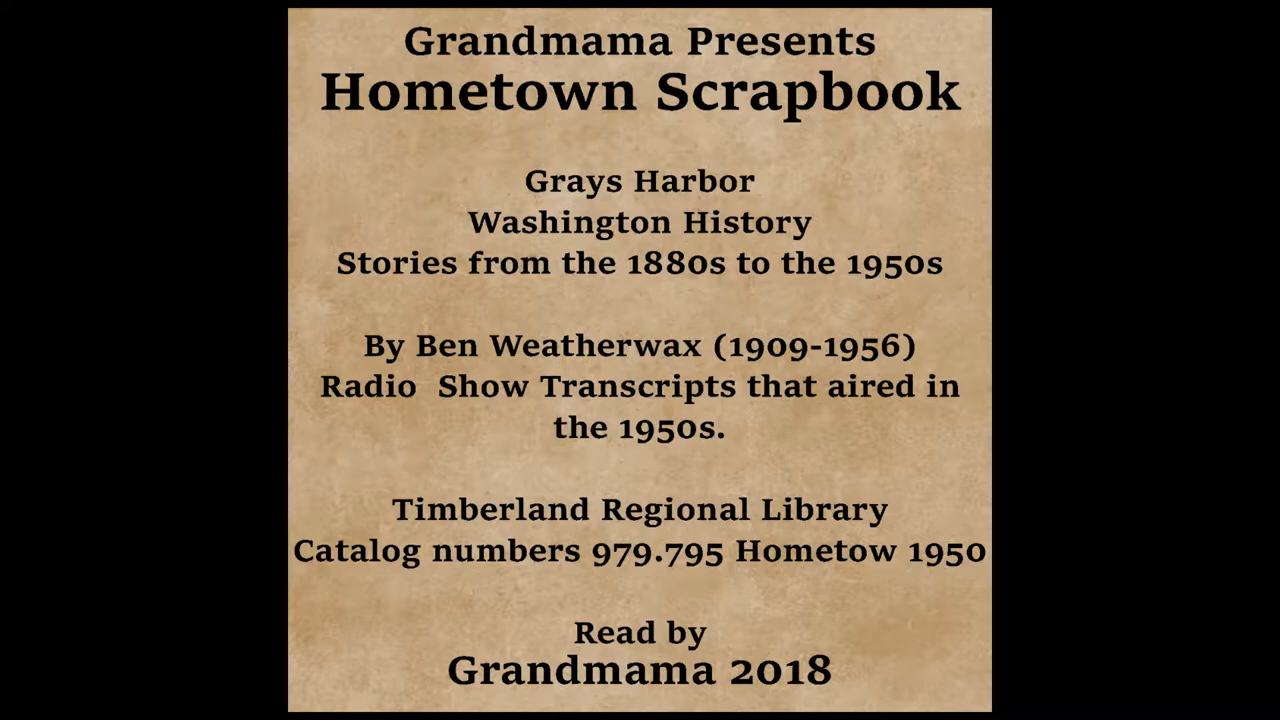 Grandmama Presents
Hometown Scrapbook
Grays Harbor
Washington History
Stories from the 1880s to the 1950s
By Ben Weatherwax (1909-1956)
Radio  Show Transcripts that aired in
the 1950s.
Timberland Regional Library
Catalog numbers 979.795 Hometow 1950
Read by
Grandmama 2018